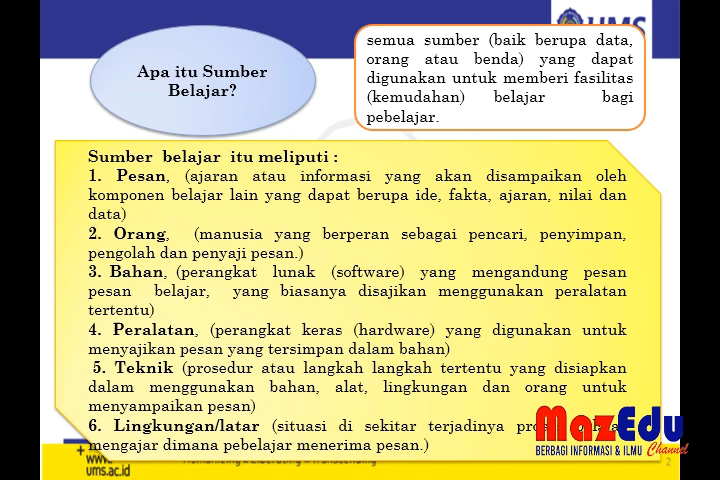 UMS
Apa itu Sumber
Belajar?
semua sumber (baik berupa data,
orang atau benda) yang dapat
digunakan untuk memberi fasilitas
(kemudahan) belajar bagi
pebelajar.
Sumber belajar itu meliputi :
1. Pesan, (ajaran atau informasi yang akan disampaikan oleh
komponen belajar lain yang dapat berupa ide, fakta, ajaran, nilai dan
data)
2. Orang, (manusia yang berperan sebagai pencari, penyimpan,
pengolah dan penyaji pesan.)
3. Bahan, (perangkat lunak (software) yang mengandung pesan
pesan belajar, yang biasanya disajikan menggunakan peralatan
tertentu)
4. Peralatan, (perangkat keras (hardware) yang digunakan untuk
menyajikan pesan yang tersimpan dalam bahan)
5. Teknik (prosedur atau langkah langkah tertentu yang disiapkan
dalam menggunakan bahan, alat, lingkungan dan orang untuk
menyampaikan pesan)
6. Lingkungan/latar (situasi di sekitar terjadinya
mengajar dimana pebelajar menerima pesan.)
MazEdu
BERBAGI INFORMASI & ILMU Channel
www.
ums.ac.id
2